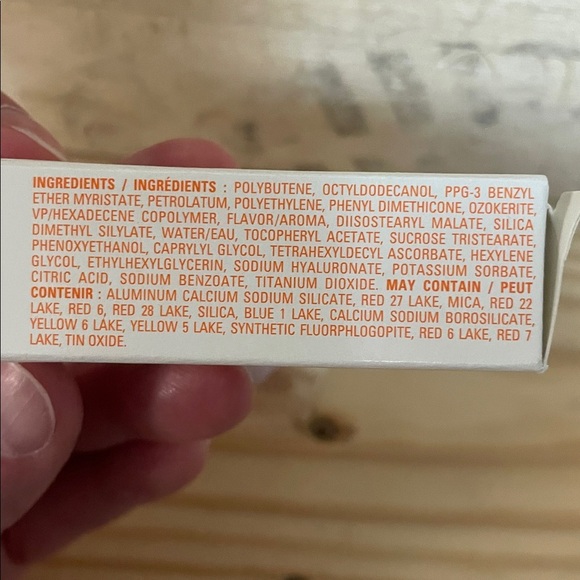 INGREDIENTS / INGRÉDIENTS : POLYBUTENE, OCTYLDODECANOL, PPG-3 BENZYL
ETHER MYRISTATE, PETROLATUM, POLYETHYLENE, PHENYL DIMETHICONE, OZOKERITE,
VP/HEXADECENE COPOLYMER, FLAVOR/AROMA, DIISOSTEARYL MALATE, SILICA
DIMETHYL SILYLATE, WATER/EAU, TOCOPHERYL ACETATE, SUCROSE TRISTEARATE,
PHENOXYETHANOL, CAPRYLYL GLYCOL, TETRAHEXYLDECYL ASCORBATE, HEXYLENE
GLYCOL, ETHYLHEXYLGLYCERIN, SODIUM HYALURONATE, POTASSIUM SORBATE,
CITRIC ACID, SODIUM BENZOATE, TITANIUM DIOXIDE. MAY CONTAIN / PEUT
CONTENIR : ALUMINUM CALCIUM SODIUM SILICATE, RED 27 LAKE, MICA, RED 22
LAKE, RED 6, RED 28 LAKE, SILICA, BLUE 1 LAKE, CALCIUM SODIUM BOROSILICATE,
YELLOW 6 LAKE, YELLOW 5 LAKE, SYNTHETIC FLUORPHLOGOPITE, RED 6 LAKE, RED 7
LAKE, TIN OXIDE.